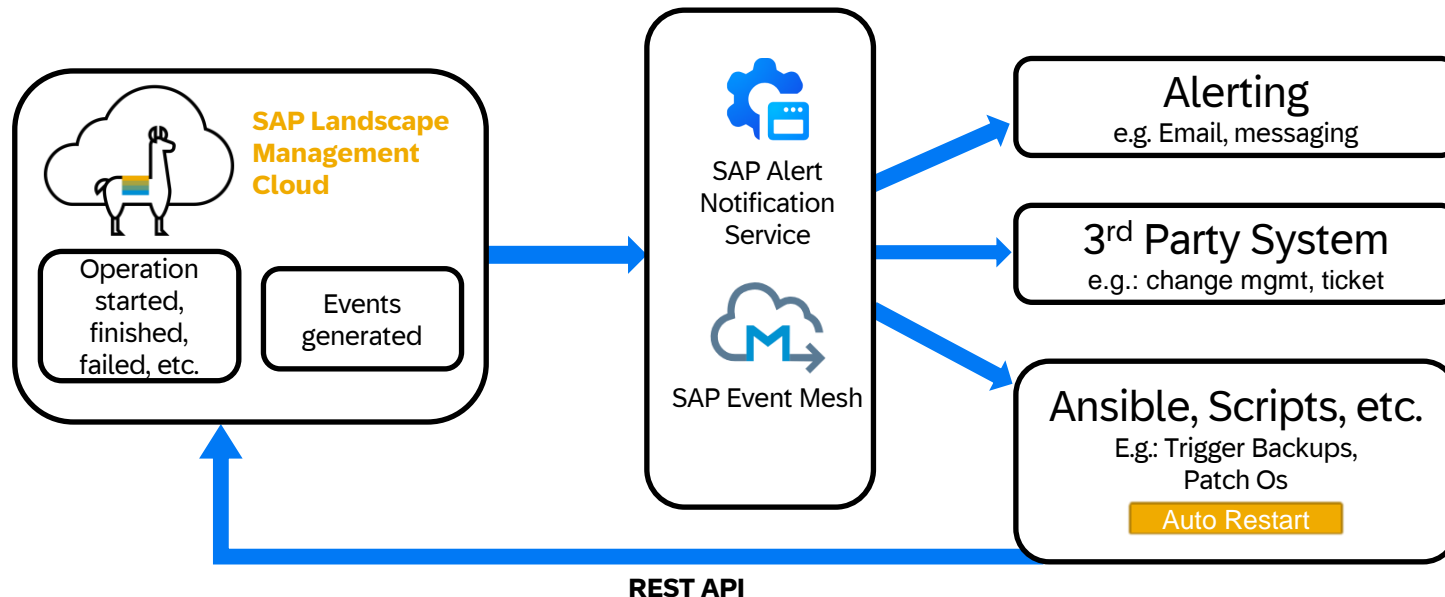 SAP Landscape
Management
Cloud
Operation
started,
finished,
failed, etc.
Events
generated
SAP Alert
Notification
Service
SAP Event Mesh
Alerting
e.g. Email, messaging
3rd Party System
e.g.: change mgmt, ticket
Ansible, Scripts, etc.
E.g.: Trigger Backups,
Patch Os
Auto Restart
REST API